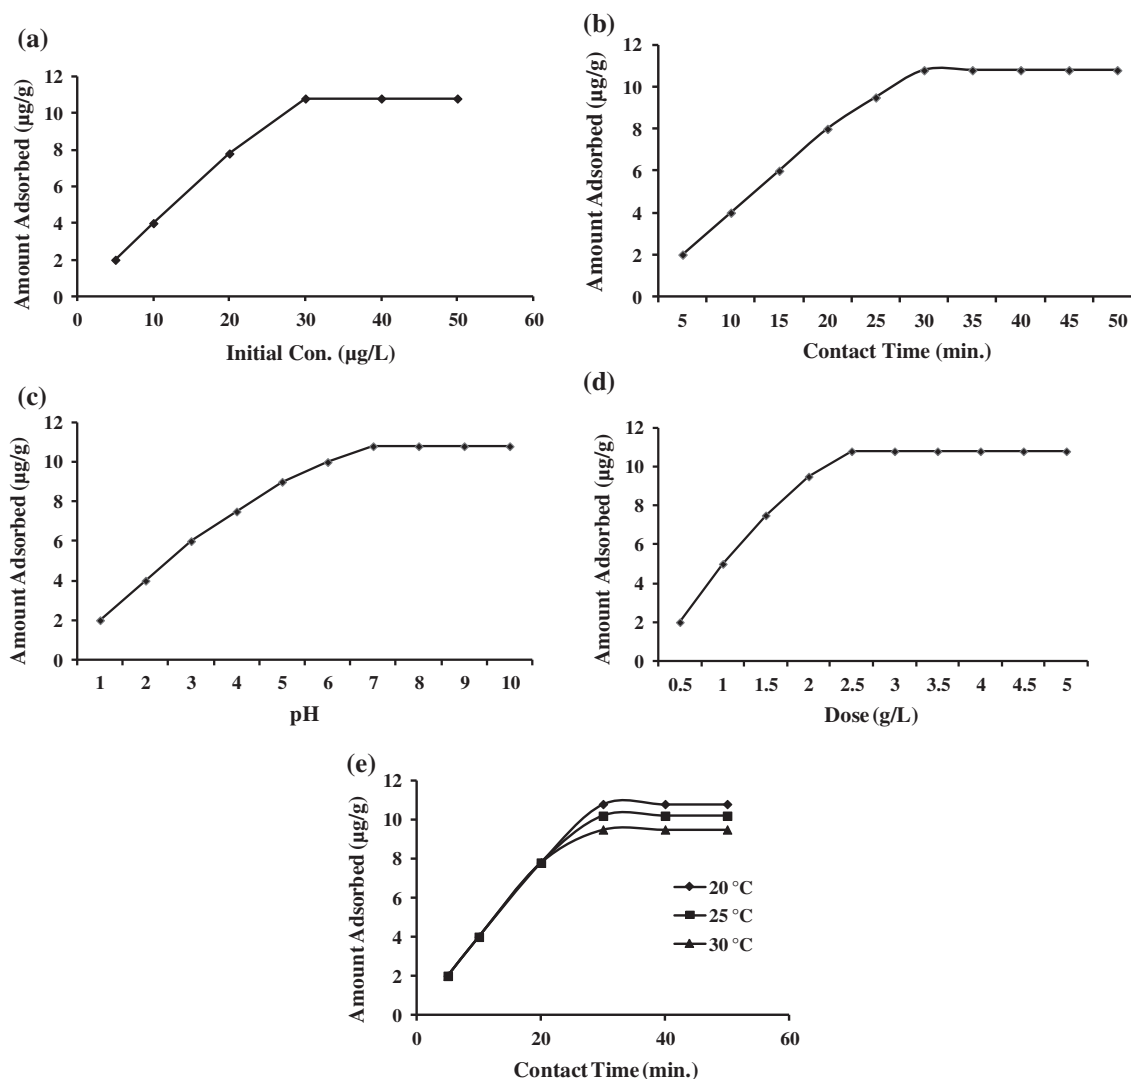 (a)
12
10
8
6
4
2
0
Amount Adsorbed (µg/g)
0 10 20 30 40 50 60
Initial Con. (µg/L)
(b)
12
10
8
6
4
2
0
Amount Adsorbed (µg/g)
5 10 15 20 25 30 35 40 45 50
Contact Time (min.)
(c)
12
10
8
6
4
2
0
Amount Adsorbed (µg/g)
1 2 3 4 5 6 7 8 9 10
pH
(d)
12
10
8
6
4
2
0
Amount Adsorbed (µg/g)
0.5 1 1.5 2 2.5 3 3.5 4 4.5 5
Dose (g/L)
(e)
12
10
8
6
4
2
0
Amount Adsorbed (µg/g)
20 °C
25 °C
30 °C
0 20 40 60
Contact Time (min.)